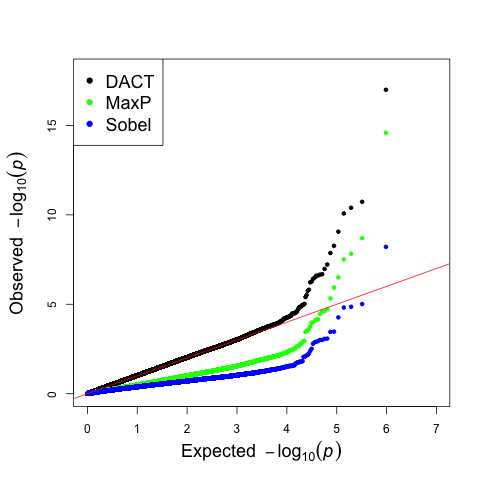 DACT
MaxP
Sobel
15
10
5
0
Observed −log₁₀(p)
0 1 2 3 4 5 6 7
Expected −log₁₀(p)